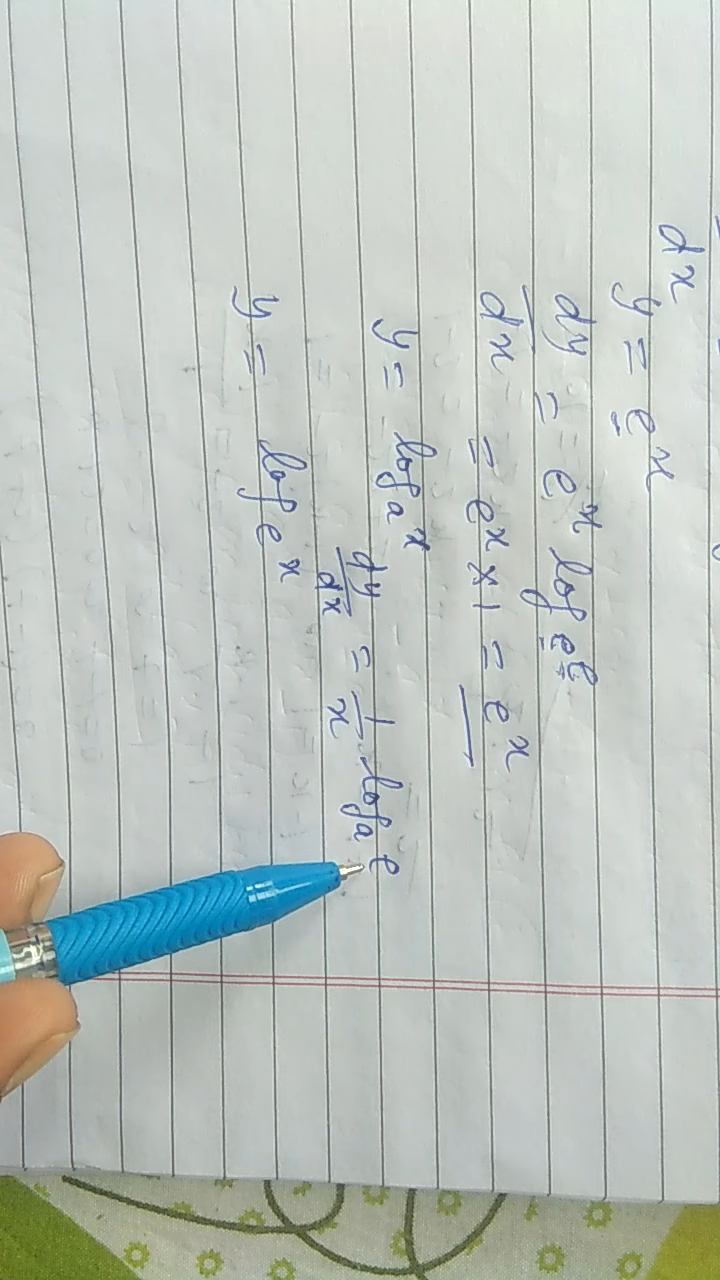 dx
y = e^x
dy/dx = e^x log_e e
= e^x × 1 = e^x
y = log_a x
dy/dx = 1/x log_a e
y = log_e x